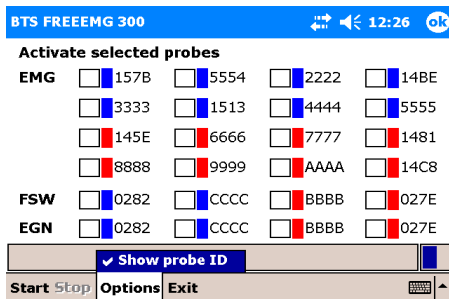 BTS FREEEMG 300 12:26 ok
Activate selected probes
EMG 157B 5554 2222 14BE
3333 1513 4444 5555
145E 6666 7777 1481
8888 9999 AAAA 14C8
FSW 0282 CCCC BBBB 027E
EGN 0282 CCCC BBBB 027E
Show probe ID
Start Stop Options Exit